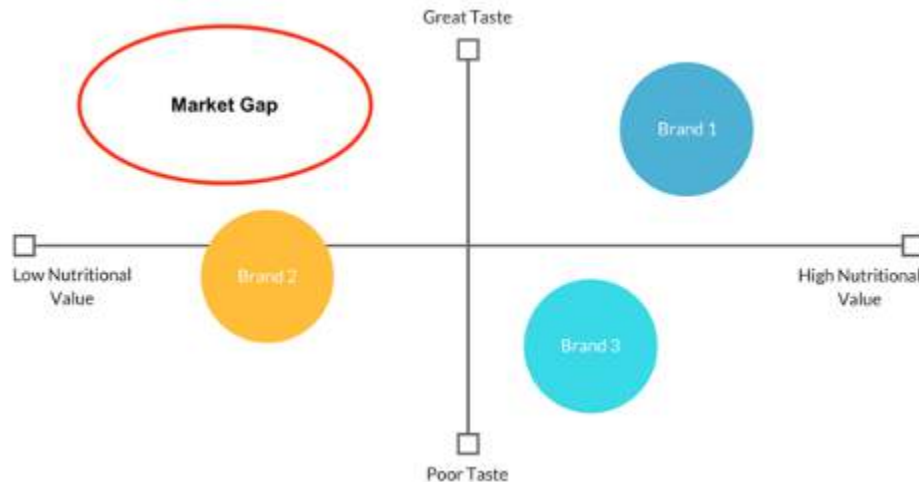 Great Taste
Market Gap
Brand 1
Low Nutritional
Value
Brand 2
High Nutritional
Value
Brand 3
Poor Taste